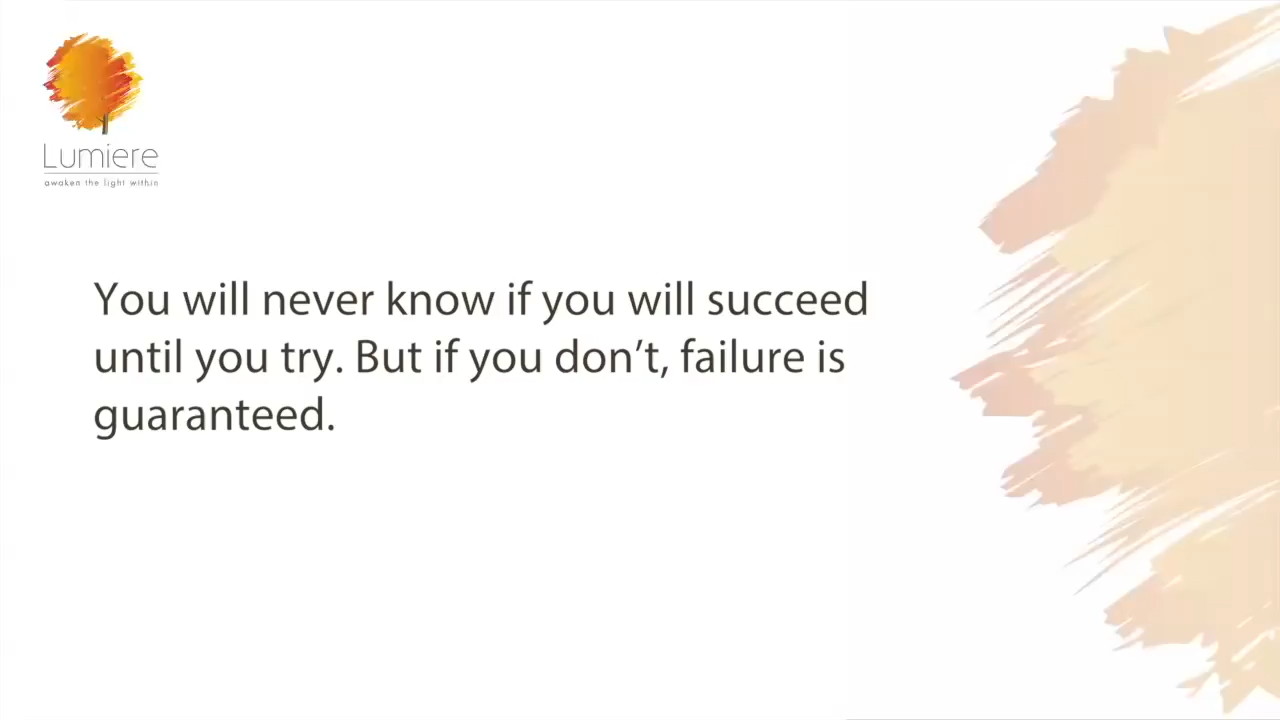 Lumiere
awaken the light within
You will never know if you will succeed
until you try. But if you don’t, failure is
guaranteed.